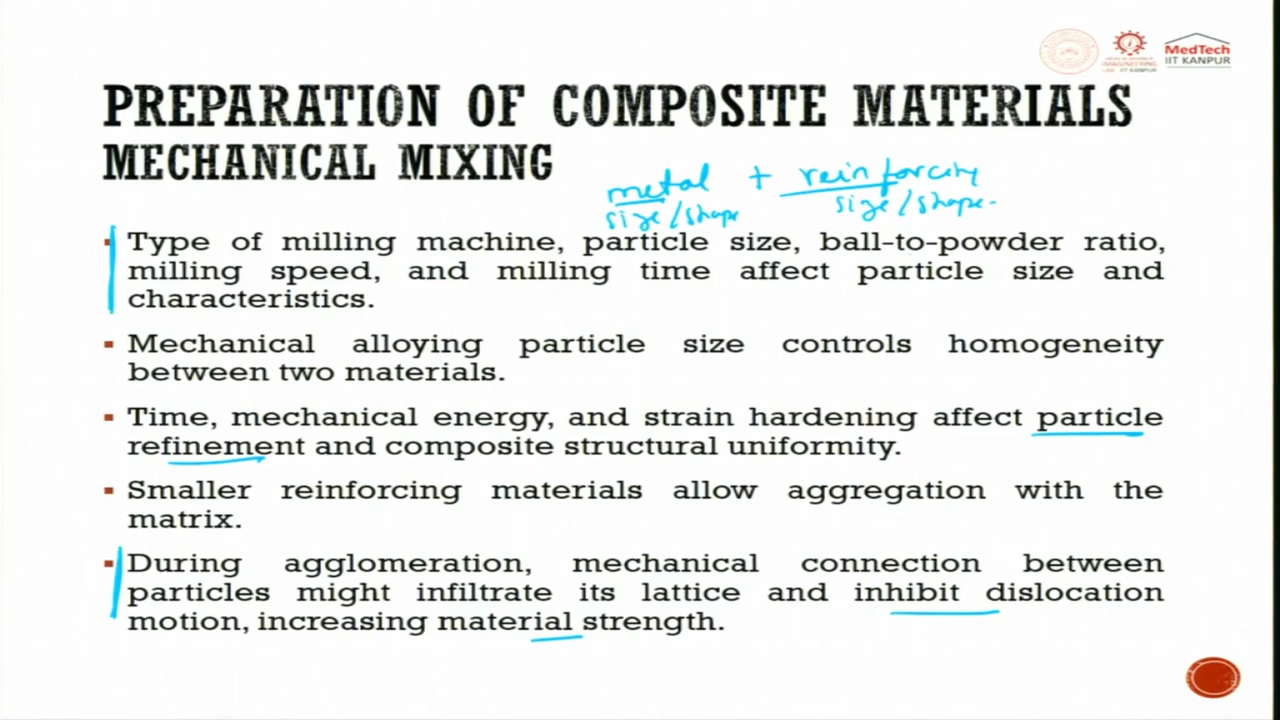 MedTech
IIT KANPUR
PREPARATION OF COMPOSITE MATERIALS
MECHANICAL MIXING
metal + reinforcity
size/shape size/shape-
▪ Type of milling machine, particle size, ball-to-powder ratio,
milling speed, and milling time affect particle size and
characteristics.
▪ Mechanical alloying particle size controls homogeneity
between two materials.
▪ Time, mechanical energy, and strain hardening affect particle
refinement and composite structural uniformity.
▪ Smaller reinforcing materials allow aggregation with the
matrix.
▪ During agglomeration, mechanical connection between
particles might infiltrate its lattice and inhibit dislocation
motion, increasing material strength.